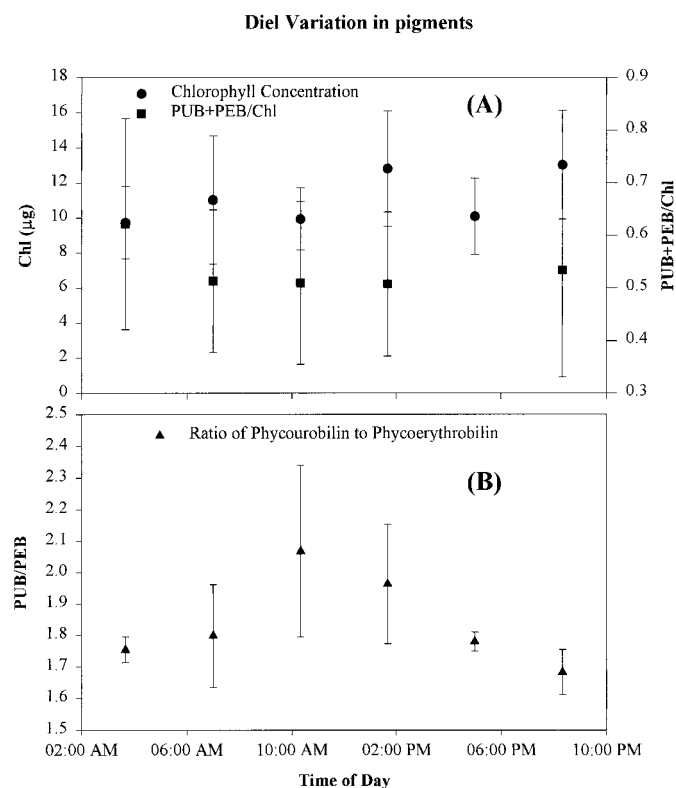 Diel Variation in pigments
18
16
14
12
10
8
6
4
2
0
Chl (µg)
Chlorophyll Concentration
PUB+PEB/Chl
(A)
0.9
0.8
0.7
0.6
0.5
0.4
0.3
PUB+PEB/Chl
2.5
2.4
2.3
2.2
2.1
2.0
1.9
1.8
1.7
1.6
1.5
PUB/PEB
Ratio of Phycourobilin to Phycoerythrobilin
(B)
02:00 AM 06:00 AM 10:00 AM 02:00 PM 06:00 PM 10:00 PM
Time of Day